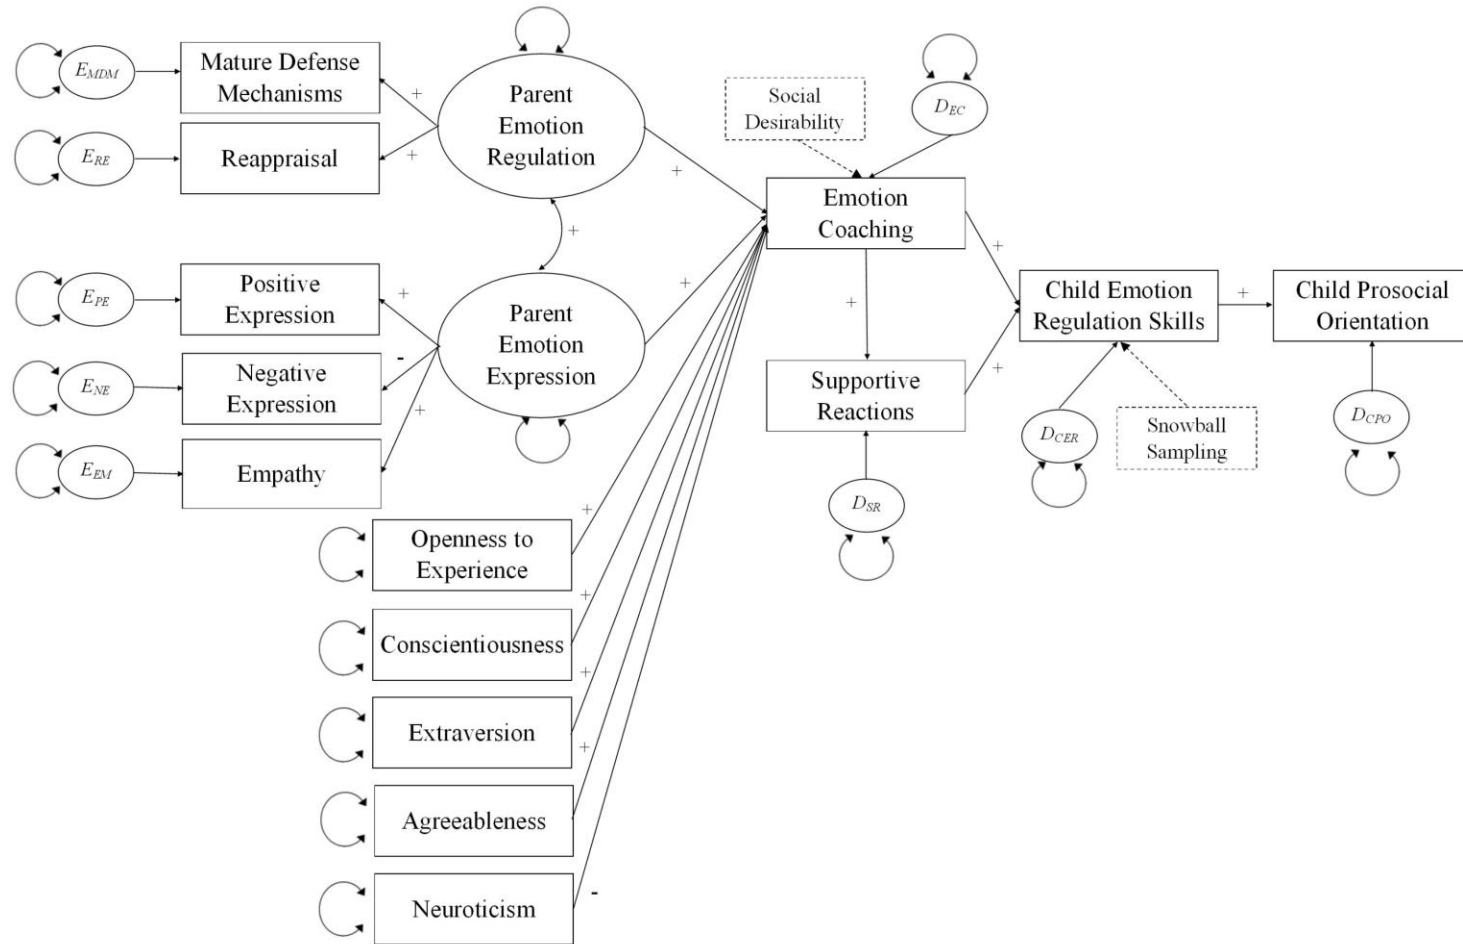 E_MDM
Mature Defense
Mechanisms
+
E_RE
Reappraisal
+
Parent
Emotion
Regulation
+
+
E_PE
Positive
Expression
+
E_NE
Negative
Expression
-
E_EM
Empathy
+
Parent
Emotion
Expression
+
Openness to
Experience
+
Conscientiousness
+
Extraversion
+
Agreeableness
+
Neuroticism
-
Social
Desirability
D_EC
Emotion
Coaching
+
+
Supportive
Reactions
+
D_SR
Child Emotion
Regulation Skills
+
D_CER
Snowball
Sampling
Child Prosocial
Orientation
D_CPO